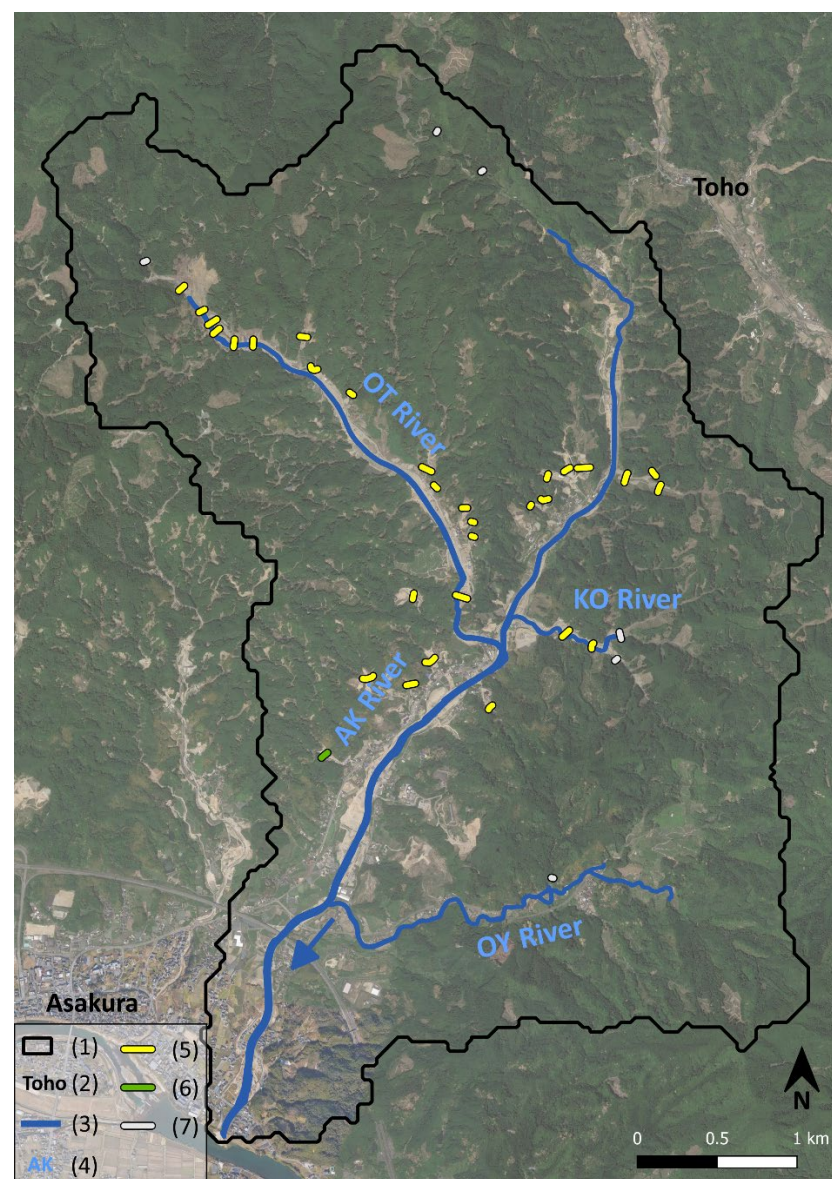 Toho
OT River
KO River
AK River
OY River
Asakura
(1)
(5)
Toho (2)
(6)
(3)
(7)
AK (4)
N
0 0.5 1 km